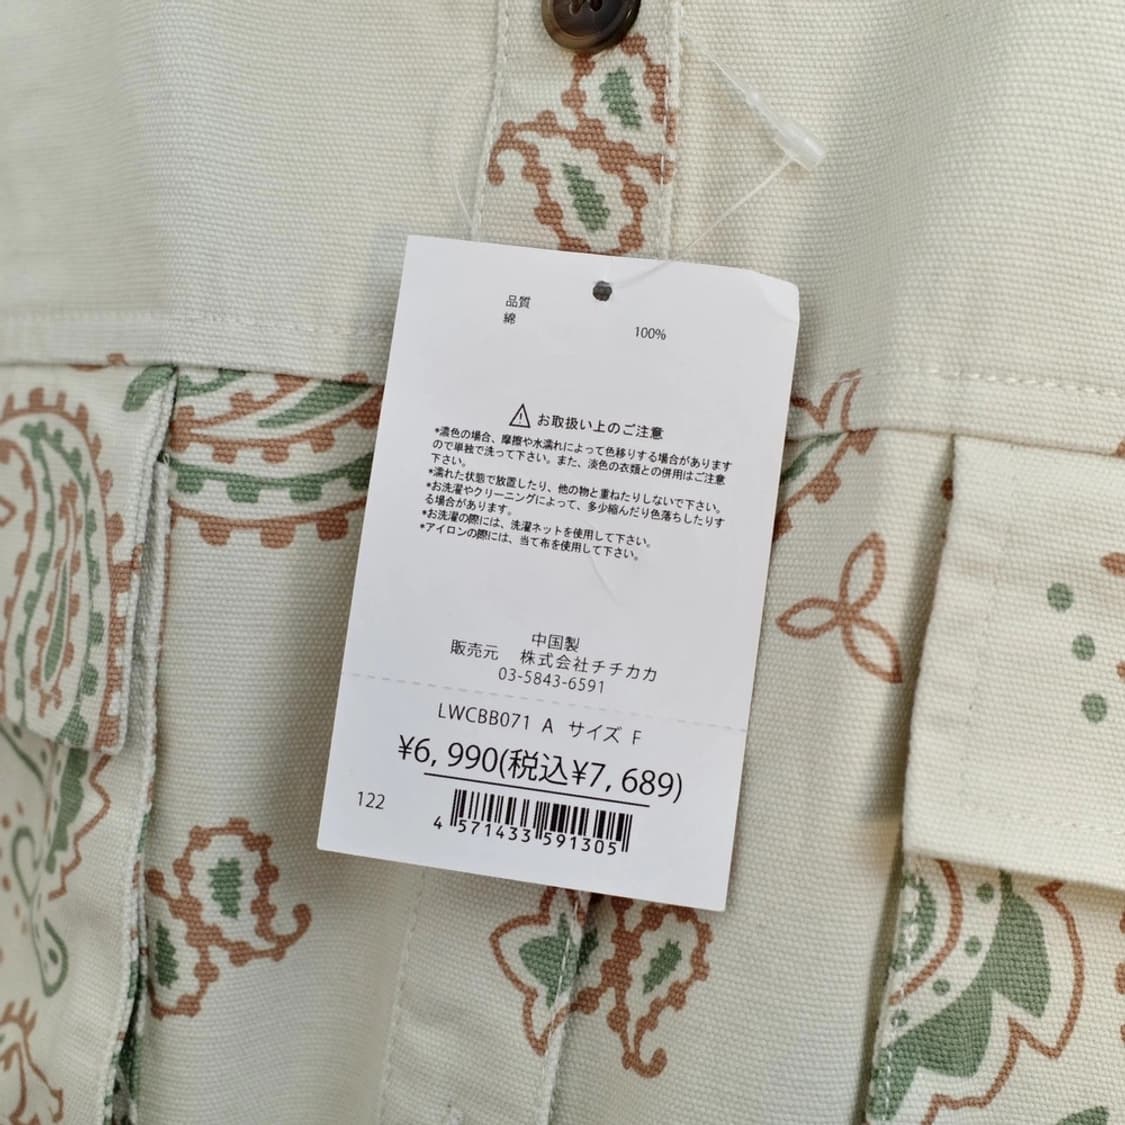 品質
綿 100%
お取扱い上のご注意
*濃色の場合、摩擦や水濡れによって色移りする場合があります
ので単独で洗って下さい。また、淡色の衣類との併用はご注意
下さい。
*濡れた状態で放置したり、他の物と重ねたりしないで下さい。
*お洗濯やクリーニングによって、多少縮んだり色落ちしたりす
る場合があります。
*お洗濯の際には、洗濯ネットを使用して下さい。
*アイロンの際には、当て布を使用して下さい。
中国製
販売元 株式会社チチカカ
03-5843-6591
LWCBB071 A サイズ F
¥6,990(税込¥7,689)
122
4 571433 591305